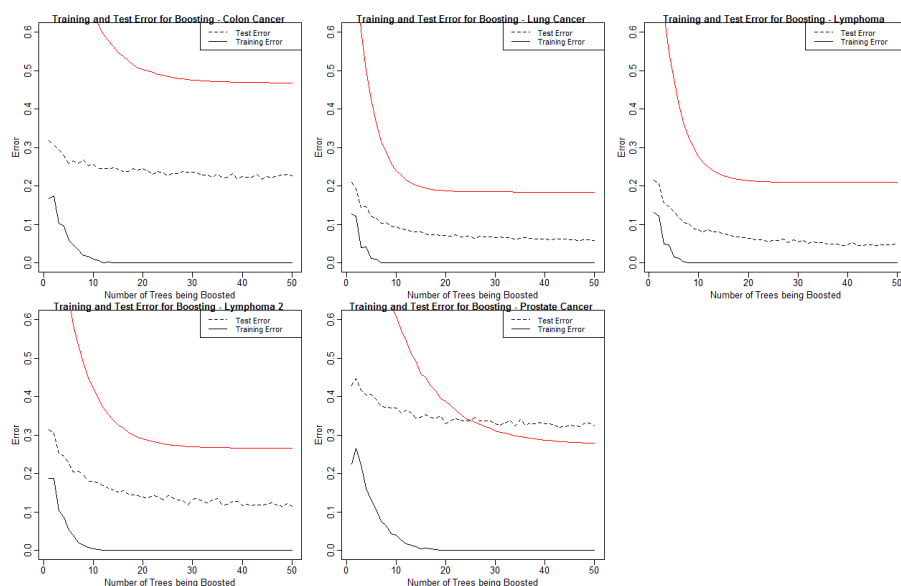 Training and Test Error for Boosting - Colon Cancer
Test Error
Training Error
Error
0.0 0.1 0.2 0.3 0.4 0.5 0.6
0 10 20 30 40 50
Number of Trees being Boosted
Training and Test Error for Boosting - Lung Cancer
Test Error
Training Error
Error
0.0 0.1 0.2 0.3 0.4 0.5 0.6
0 10 20 30 40 50
Number of Trees being Boosted
Training and Test Error for Boosting - Lymphoma
Test Error
Training Error
Error
0.0 0.1 0.2 0.3 0.4 0.5 0.6
0 10 20 30 40 50
Number of Trees being Boosted
Training and Test Error for Boosting - Lymphoma 2
Test Error
Training Error
Error
0.0 0.1 0.2 0.3 0.4 0.5 0.6
0 10 20 30 40 50
Number of Trees being Boosted
Training and Test Error for Boosting - Prostate Cancer
Test Error
Training Error
Error
0.0 0.1 0.2 0.3 0.4 0.5 0.6
0 10 20 30 40 50
Number of Trees being Boosted